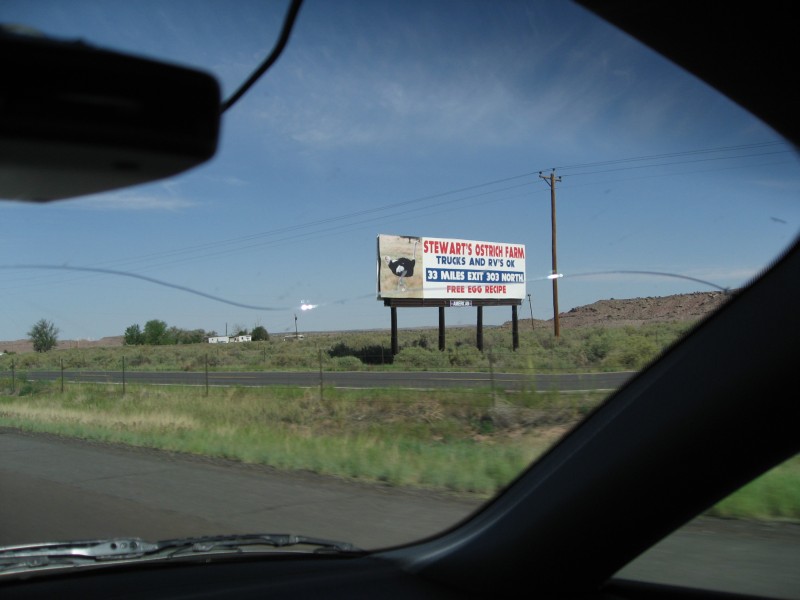 STEWART'S OSTRICH FARM
TRUCKS AND RV'S OK
33 MILES EXIT 303 NORTH
FREE EGG RECIPE